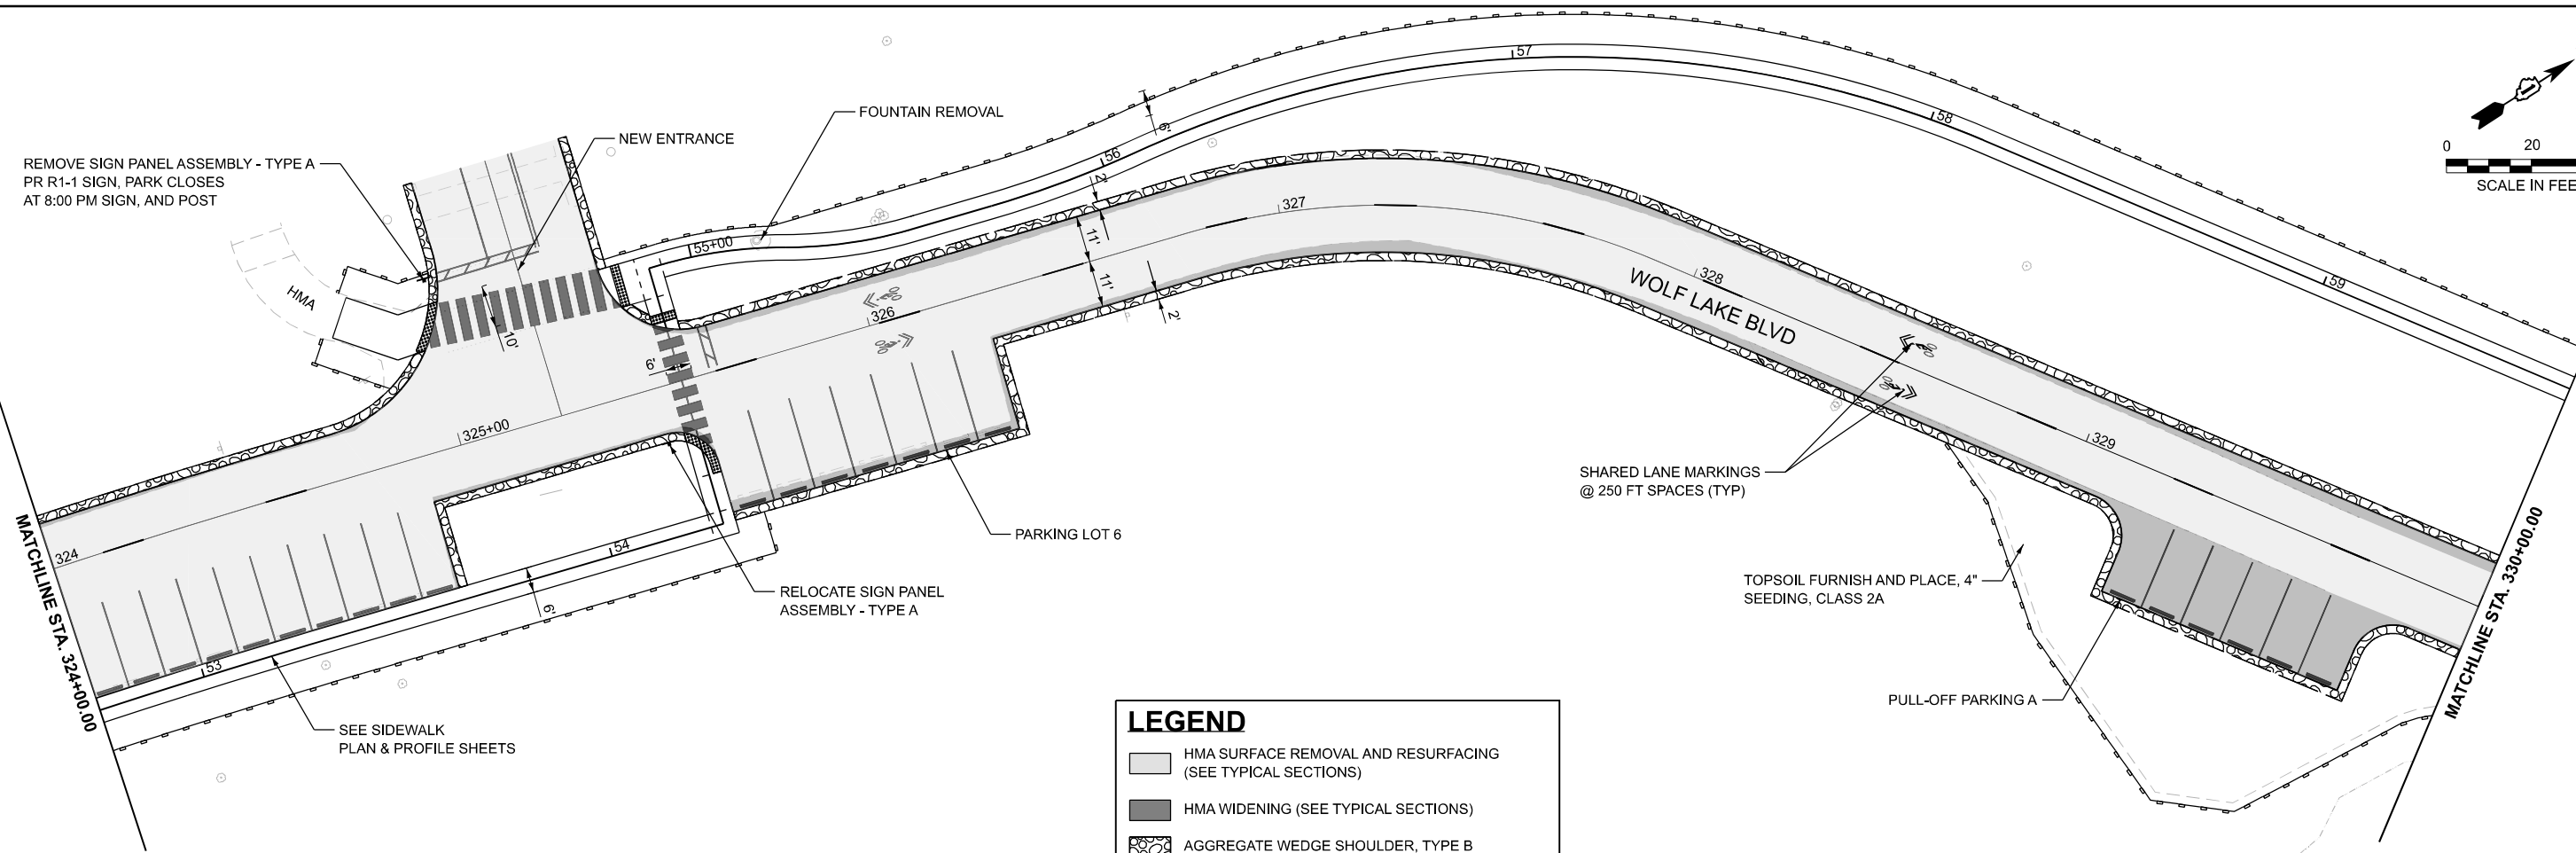 REMOVE SIGN PANEL ASSEMBLY - TYPE A
PR R1-1 SIGN, PARK CLOSES
AT 8:00 PM SIGN, AND POST
NEW ENTRANCE
FOUNTAIN REMOVAL
57
58
59
56
55+00
6'
2'
0 20
SCALE IN FEE
HMA
10'
6'
11'
11'
2'
324
325+00
326
327
328
329
WOLF LAKE BLVD
SHARED LANE MARKINGS
@ 250 FT SPACES (TYP)
PARKING LOT 6
RELOCATE SIGN PANEL
ASSEMBLY - TYPE A
53
54
6'
SEE SIDEWALK
PLAN & PROFILE SHEETS
MATCHLINE STA. 324+00.00
TOPSOIL FURNISH AND PLACE, 4"
SEEDING, CLASS 2A
PULL-OFF PARKING A
MATCHLINE STA. 330+00.00
LEGEND
HMA SURFACE REMOVAL AND RESURFACING
(SEE TYPICAL SECTIONS)
HMA WIDENING (SEE TYPICAL SECTIONS)
AGGREGATE WEDGE SHOULDER, TYPE B